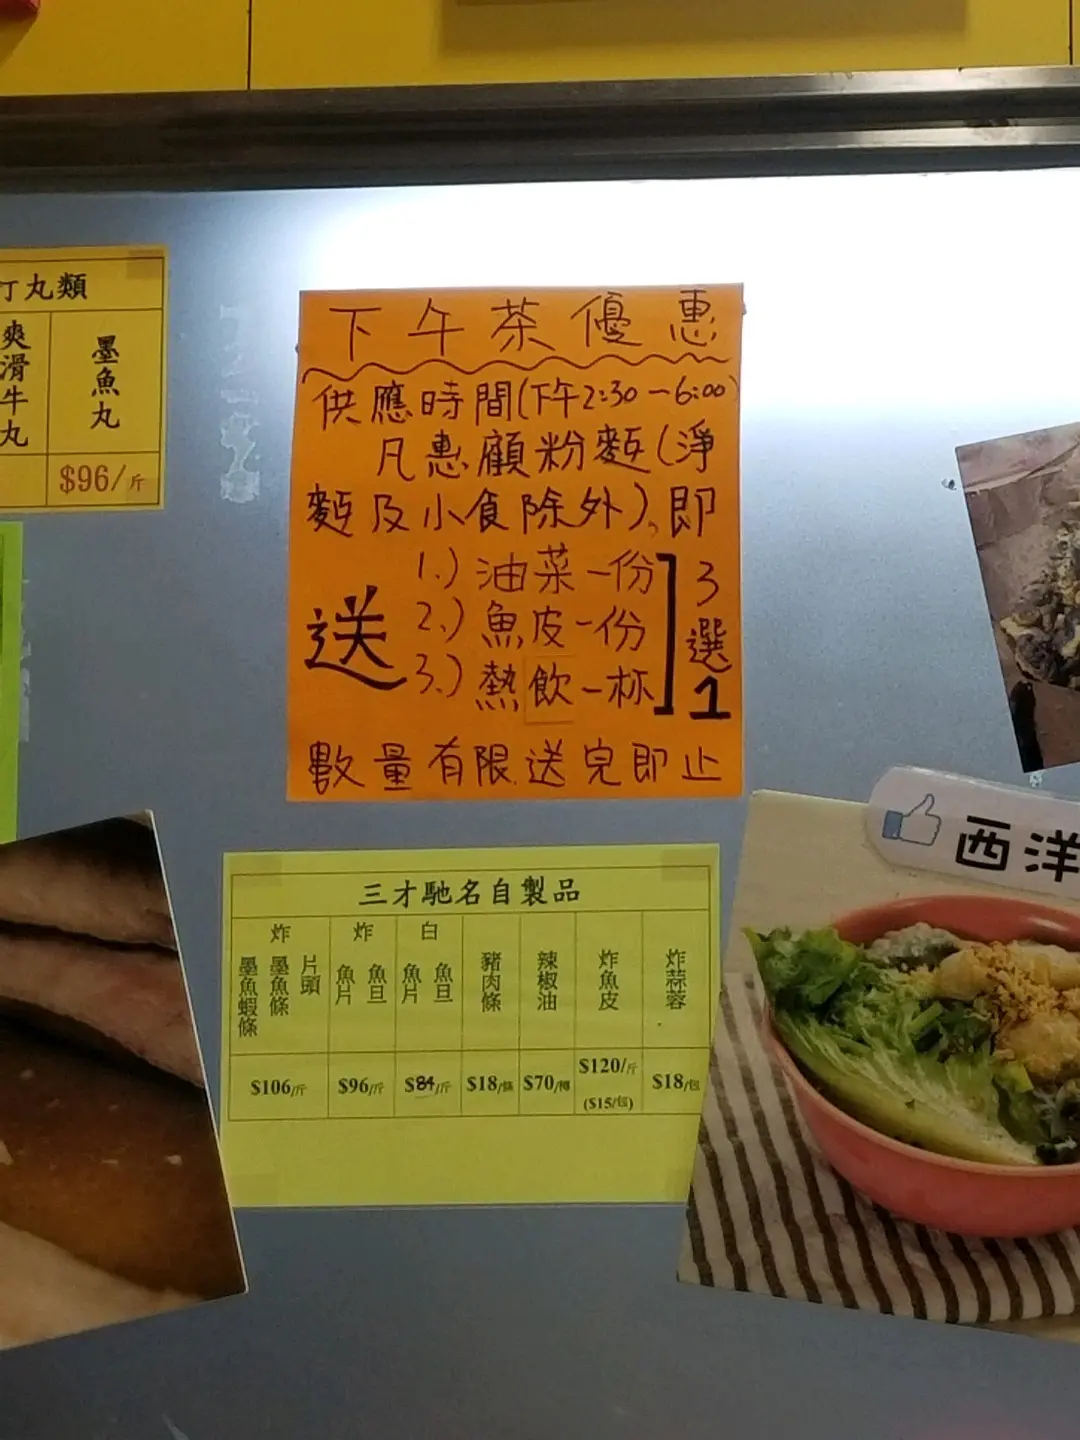 打丸類
爽滑牛丸
墨魚丸
$96/斤
下午茶優惠
供應時間(下午2:30-6:00)
凡惠顧粉麵(淨
麵及小食除外),即
送
1.) 油菜一份
2.) 魚皮一份
3.) 熱飲一杯
3選1
數量有限送完即止
西洋
三才馳名自製品
炸 片頭 墨魚條 墨魚蝦條
炸 魚旦 魚片
白 魚旦 魚片
豬肉條
辣椒油
炸魚皮
炸蒜蓉
$106/斤
$96/斤
$84/斤
$18/條
$70/樽
$120/斤
($15/包)
$18/包